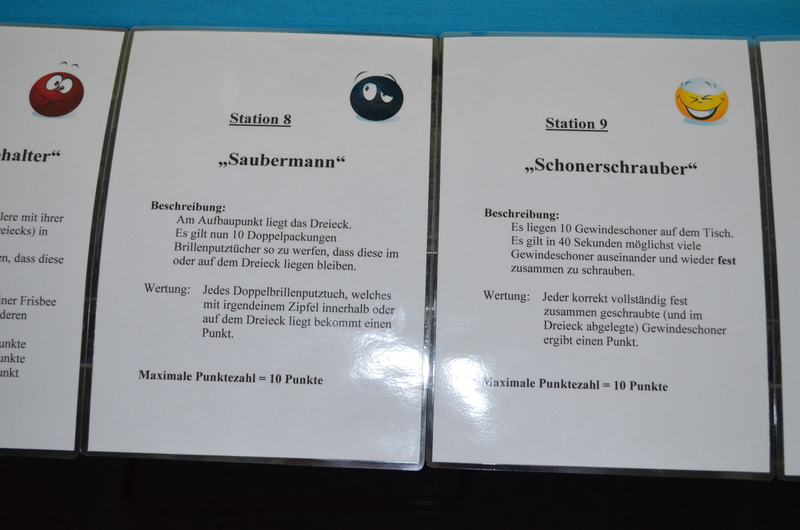 halter“
lere mit ihrer
reiecks) in
en, dass diese
iner Frisbee
deren
unkte
unkte
unkt
Station 8
„Saubermann“
Beschreibung:
Am Aufbaupunkt liegt das Dreieck.
Es gilt nun 10 Doppelpackungen
Brillenputztücher so zu werfen, dass diese im
oder auf dem Dreieck liegen bleiben.
Wertung: Jedes Doppelbrillenputztuch, welches
mit irgendeinem Zipfel innerhalb oder
auf dem Dreieck liegt bekommt einen
Punkt.
Maximale Punktezahl = 10 Punkte
Station 9
„Schonerschrauber“
Beschreibung:
Es liegen 10 Gewindeschoner auf dem Tisch.
Es gilt in 40 Sekunden möglichst viele
Gewindeschoner auseinander und wieder fest
zusammen zu schrauben.
Wertung: Jeder korrekt vollständig fest
zusammen geschraubte (und im
Dreieck abgelegte) Gewindeschoner
ergibt einen Punkt.
Maximale Punktezahl = 10 Punkte